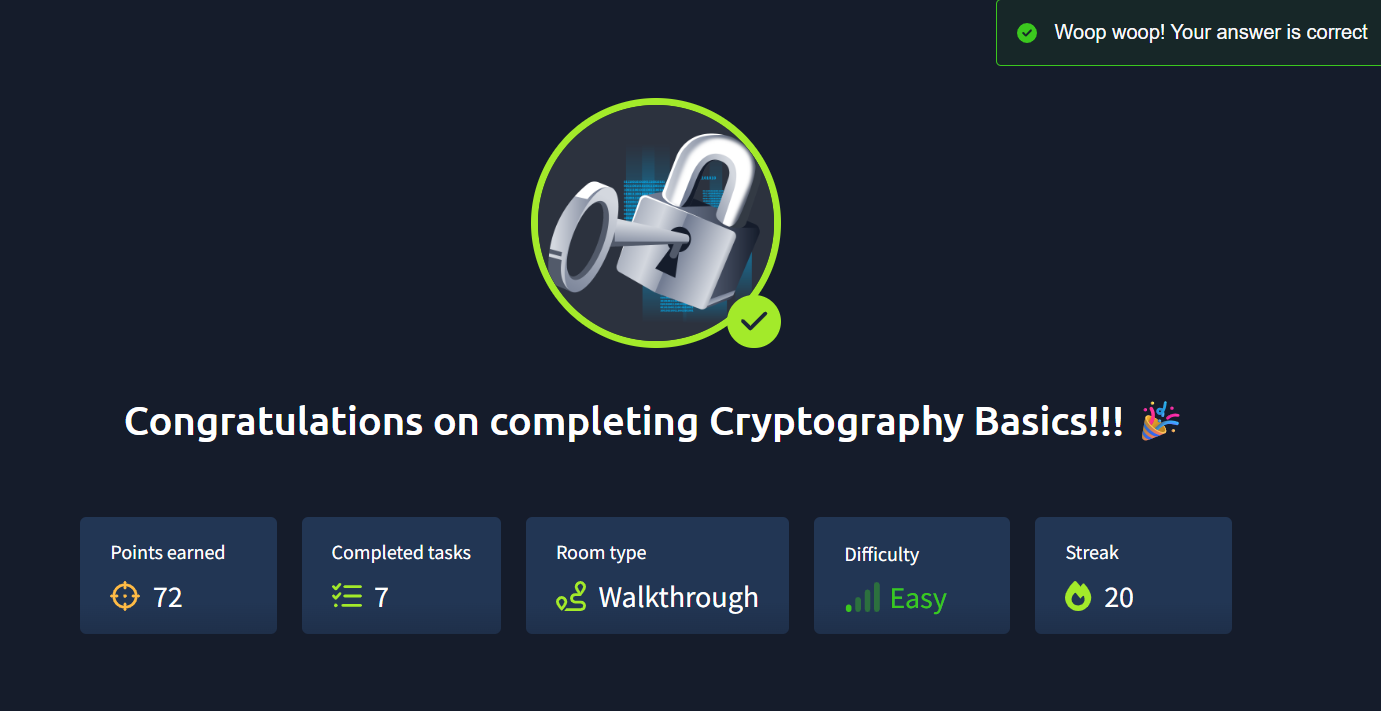 Woop woop! Your answer is correct
Congratulations on completing Cryptography Basics!!! 🎉
Points earned
72
Completed tasks
7
Room type
Walkthrough
Difficulty
Easy
Streak
20